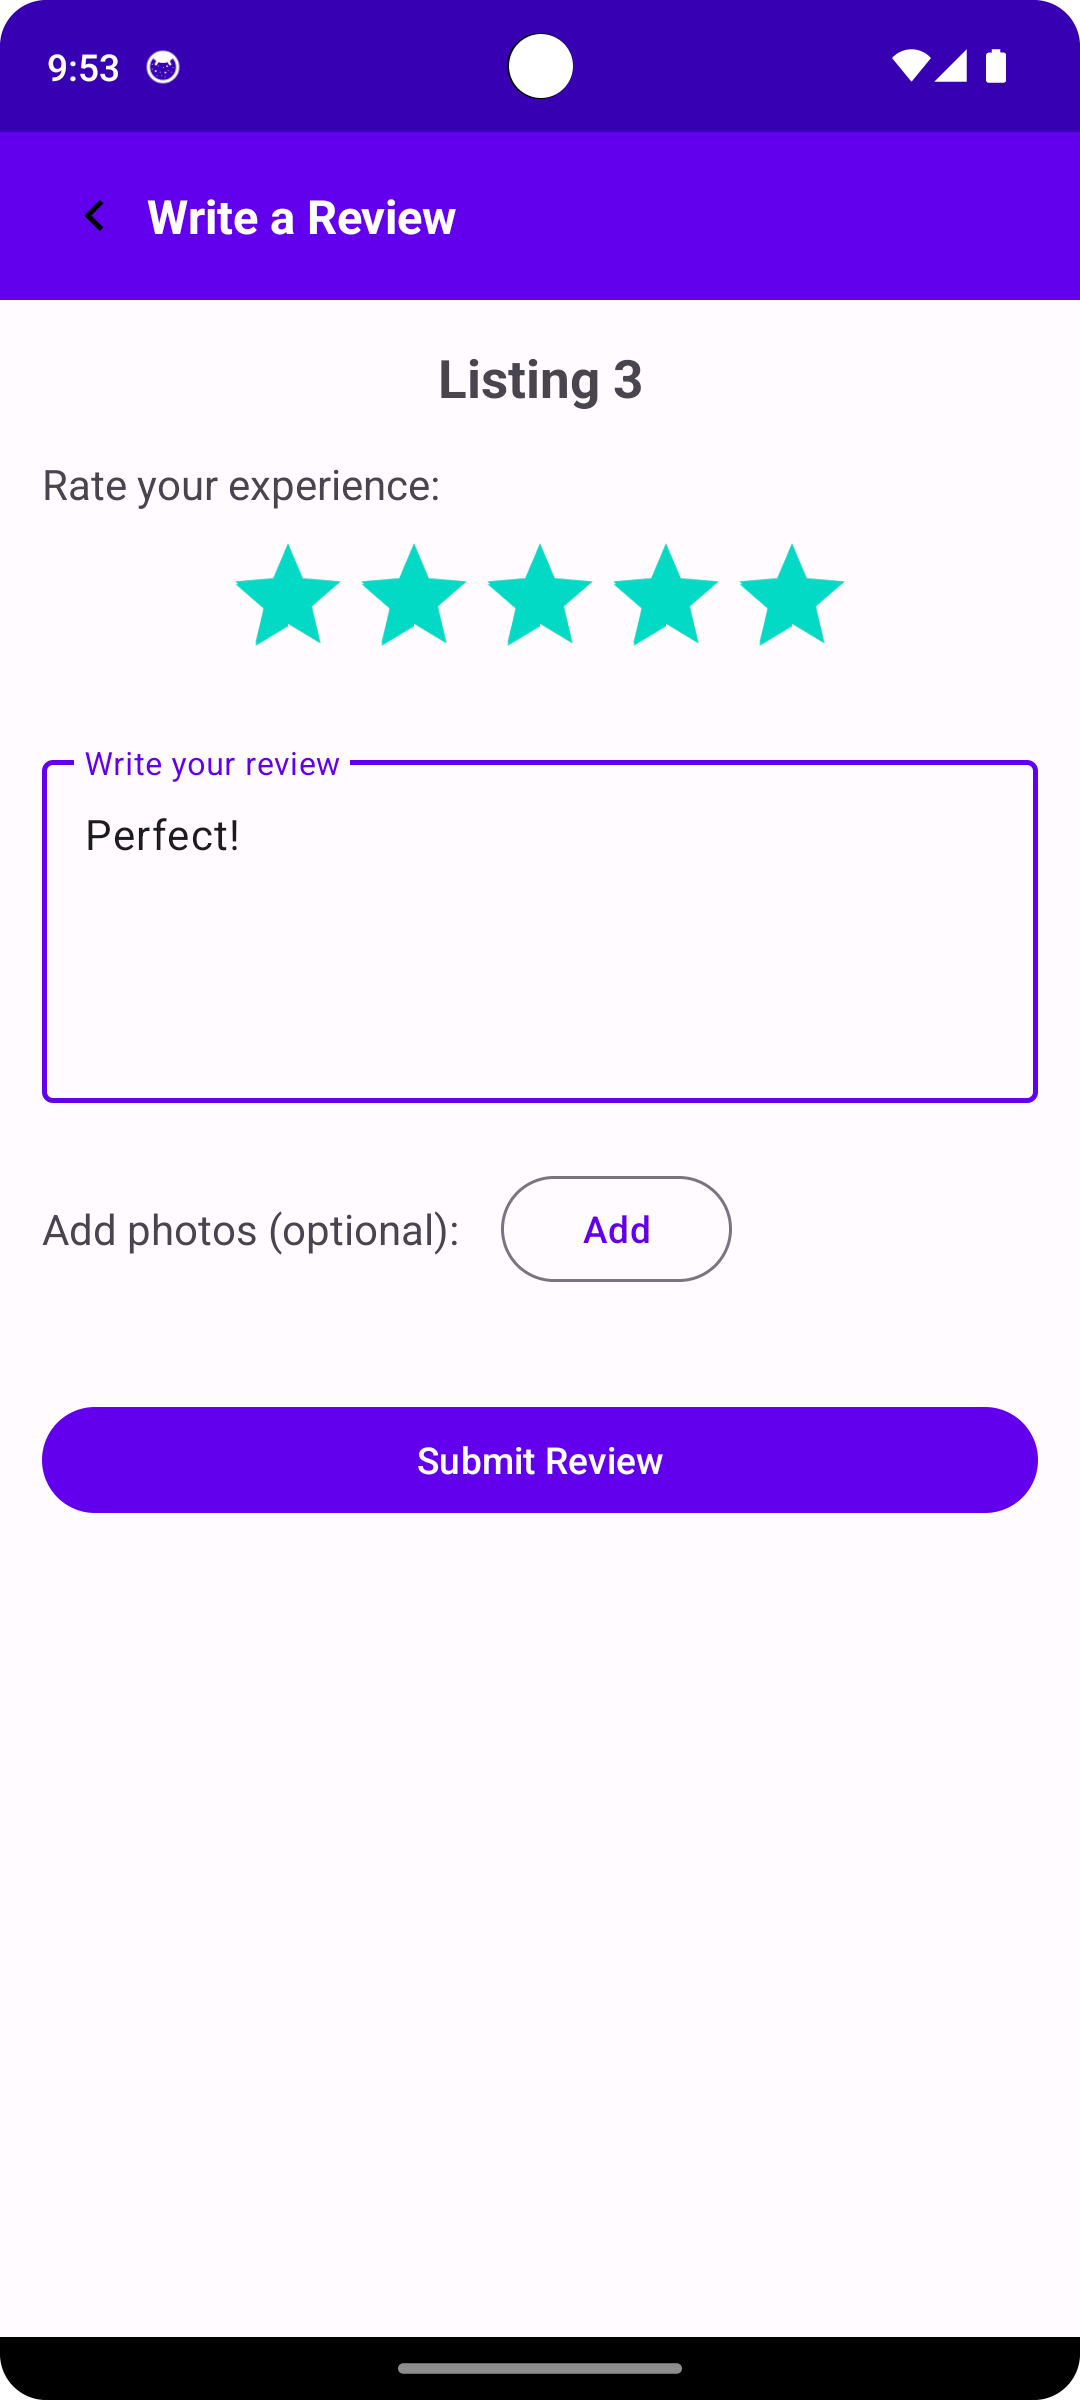 9:53
Write a Review
Listing 3
Rate your experience:
Write your review
Perfect!
Add photos (optional):
Add
Submit Review